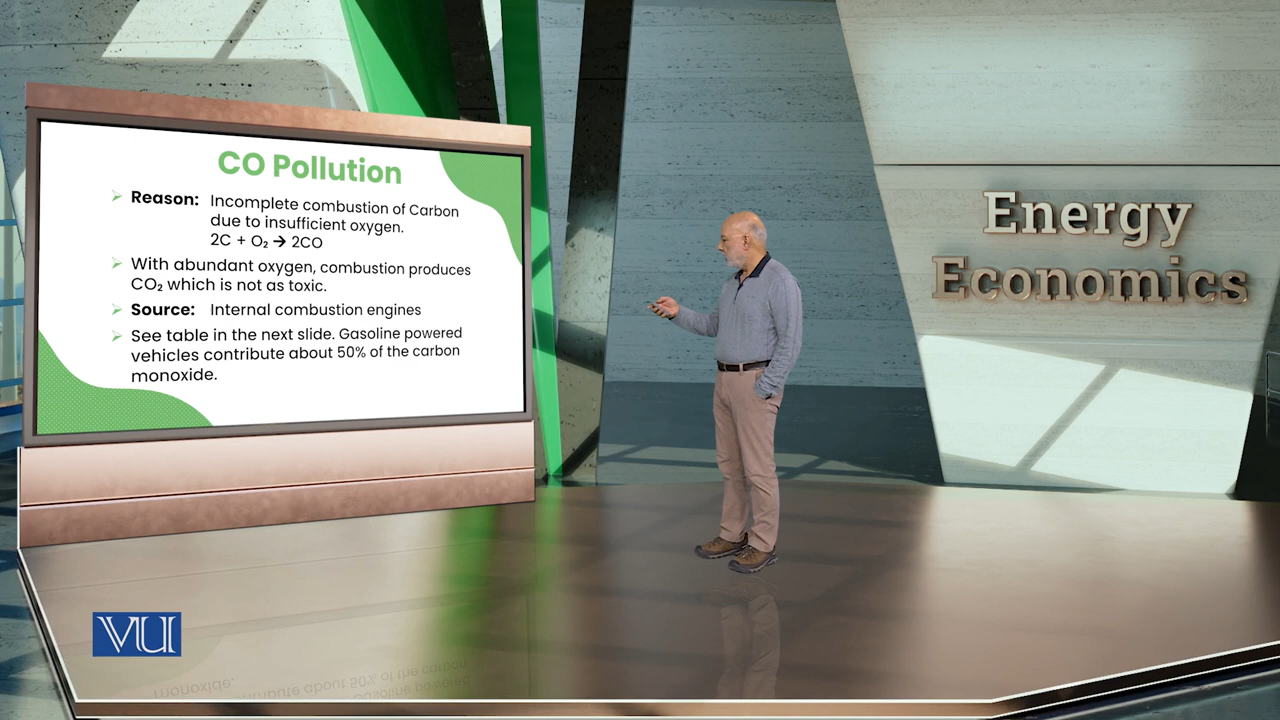 CO Pollution
➢ Reason: Incomplete combustion of Carbon
due to insufficient oxygen.
2C + O₂ → 2CO
➢ With abundant oxygen, combustion produces
CO₂ which is not as toxic.
➢ Source: Internal combustion engines
➢ See table in the next slide. Gasoline powered
vehicles contribute about 50% of the carbon
monoxide.
Energy
Economics
VU